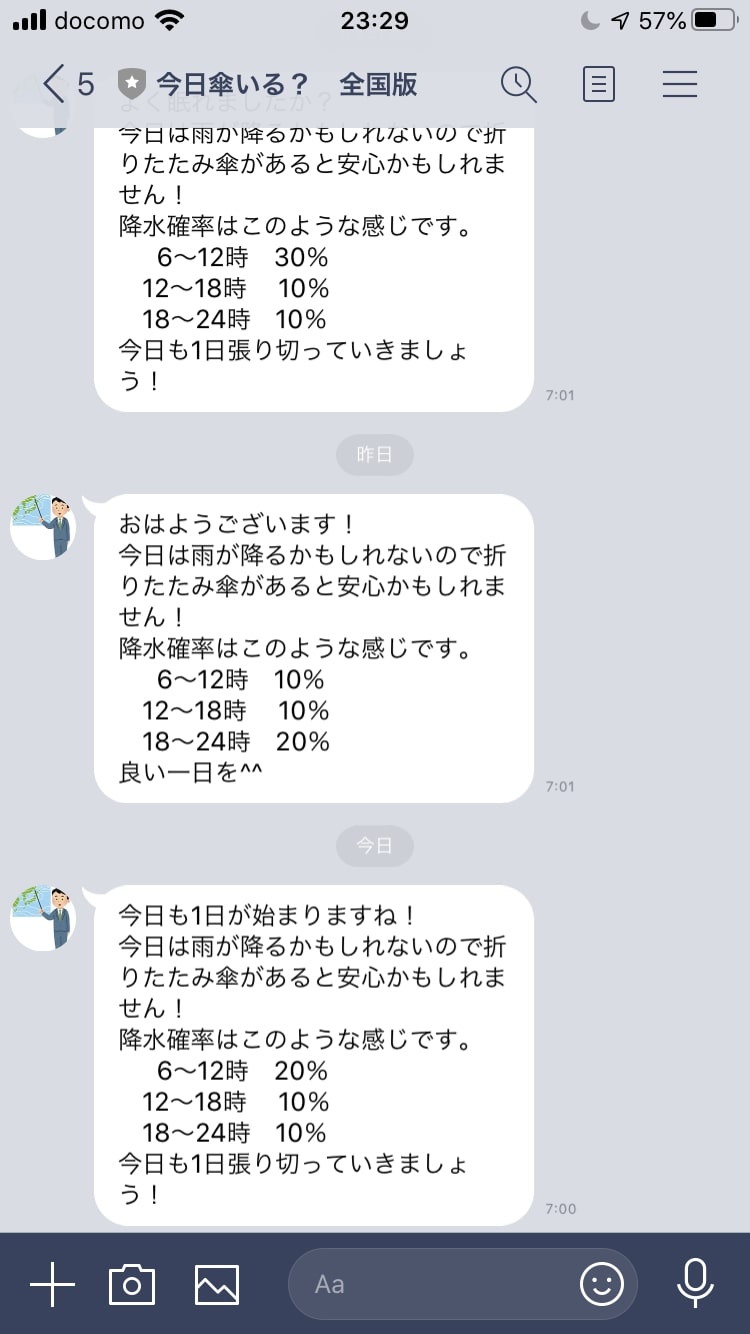 docomo 23:29 57%
5 今日傘いる？ 全国版
よく眠れましたか？
今日は雨が降るかもしれないので折
りたたみ傘があると安心かもしれま
せん！
降水確率はこのような感じです。
6〜12時 30%
12〜18時 10%
18〜24時 10%
今日も1日張り切っていきましょ
う！
7:01
昨日
おはようございます！
今日は雨が降るかもしれないので折
りたたみ傘があると安心かもしれま
せん！
降水確率はこのような感じです。
6〜12時 10%
12〜18時 10%
18〜24時 20%
良い一日を^^
7:01
今日
今日も1日が始まりますね！
今日は雨が降るかもしれないので折
りたたみ傘があると安心かもしれま
せん！
降水確率はこのような感じです。
6〜12時 20%
12〜18時 10%
18〜24時 10%
今日も1日張り切っていきましょ
う！
7:00
Aa